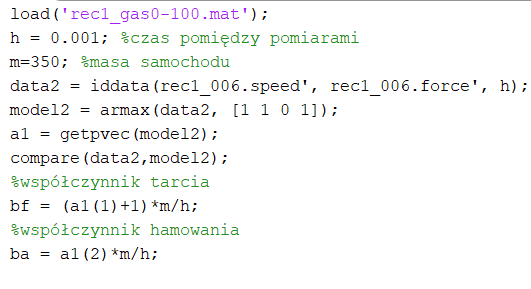 load('rec1_gas0-100.mat');
h = 0.001; %czas pomiędzy pomiarami
m=350; %masa samochodu
data2 = iddata(rec1_006.speed', rec1_006.force', h);
model2 = armax(data2, [1 1 0 1]);
a1 = getpvec(model2);
compare(data2,model2);
%współczynnik tarcia
bf = (a1(1)+1)*m/h;
%współczynnik hamowania
ba = a1(2)*m/h;